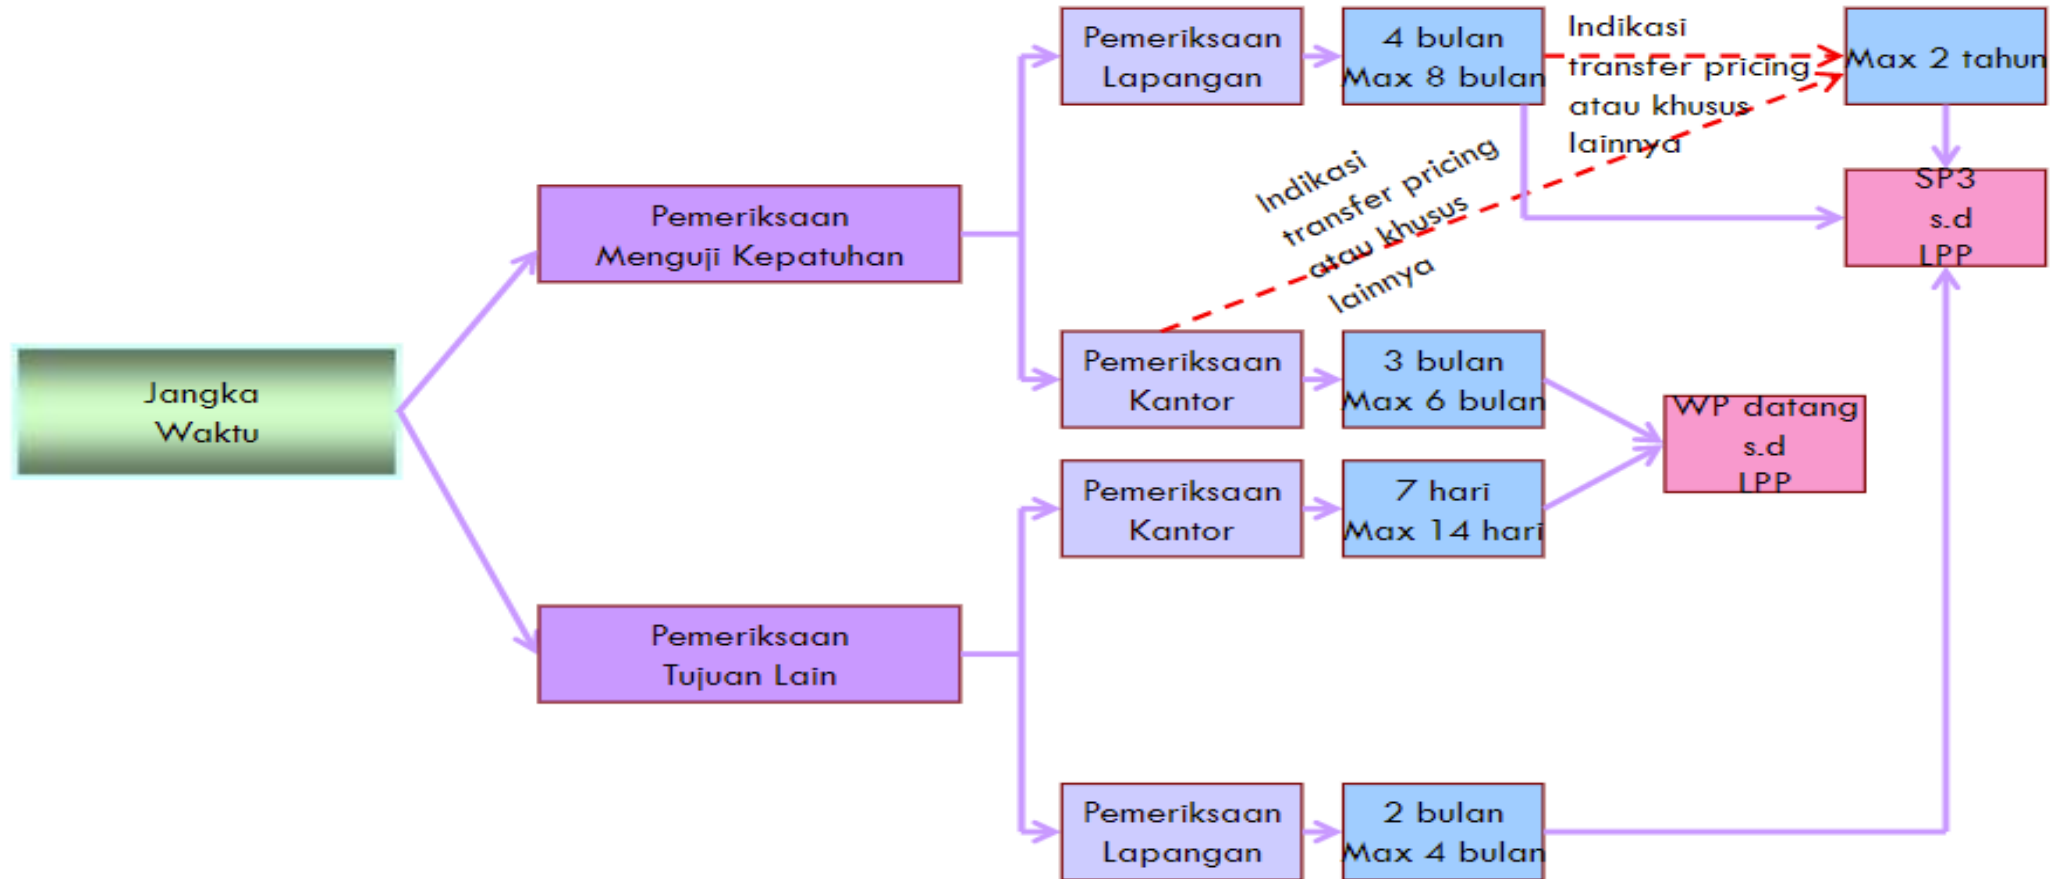 Pemeriksaan
Lapangan
4 bulan
Max 8 bulan
Indikasi
transfer pricing
atau khusus
lainnya
Max 2 tahun
Indikasi
transfer pricing
atau khusus
lainnya
SP3
s.d
LPP
Pemeriksaan
Menguji Kepatuhan
Pemeriksaan
Kantor
3 bulan
Max 6 bulan
Jangka
Waktu
WP datang
s.d
LPP
Pemeriksaan
Kantor
7 hari
Max 14 hari
Pemeriksaan
Tujuan Lain
Pemeriksaan
Lapangan
2 bulan
Max 4 bulan